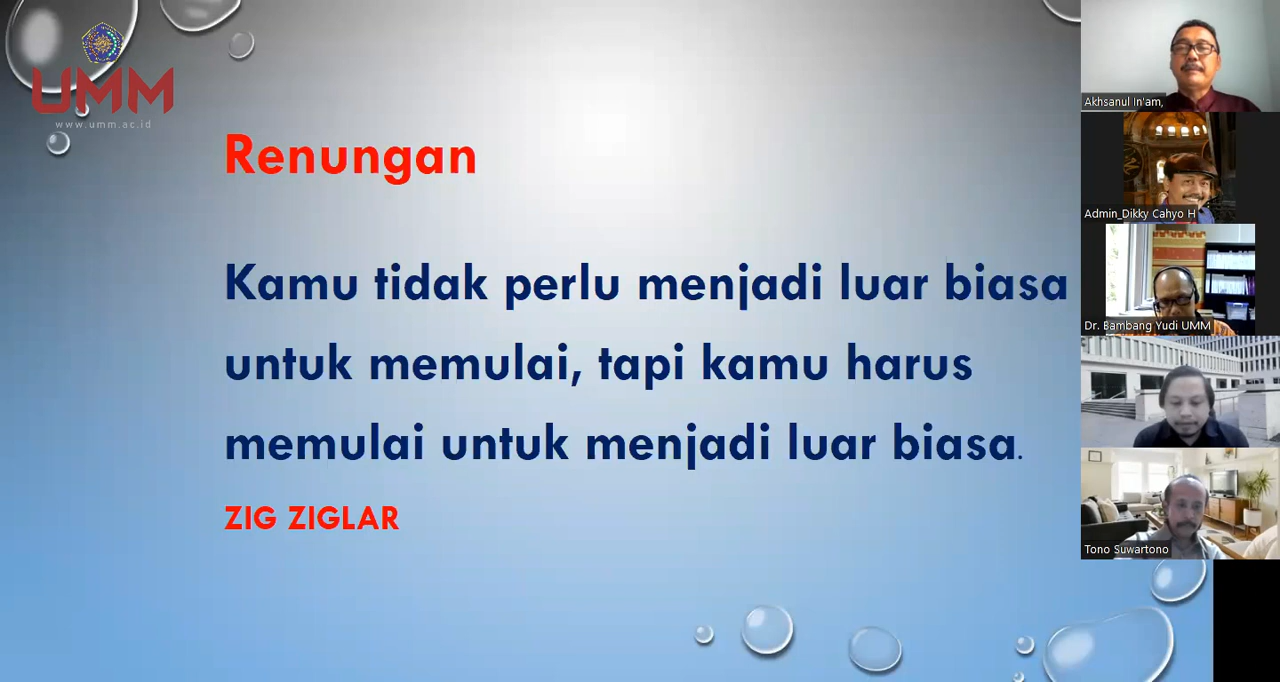 UMM
www.umm.ac.id
Renungan
Kamu tidak perlu menjadi luar biasa
untuk memulai, tapi kamu harus
memulai untuk menjadi luar biasa.
ZIG ZIGLAR
Akhsanul In'am,
Admin_Dikky Cahyo H
Dr. Bambang Yudi UMM
Tono Suwartono